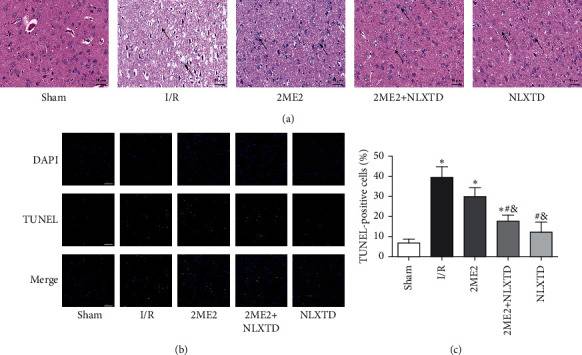 Sham I/R 2ME2 2ME2+NLXTD NLXTD
(a)
DAPI
TUNEL
Merge
Sham I/R 2ME2 2ME2+ NLXTD
NLXTD
(b)
TUNEL-positive cells (%)
50
40
30
20
10
0
* * *#& #&
Sham I/R 2ME2 2ME2+NLXTD NLXTD
(c)